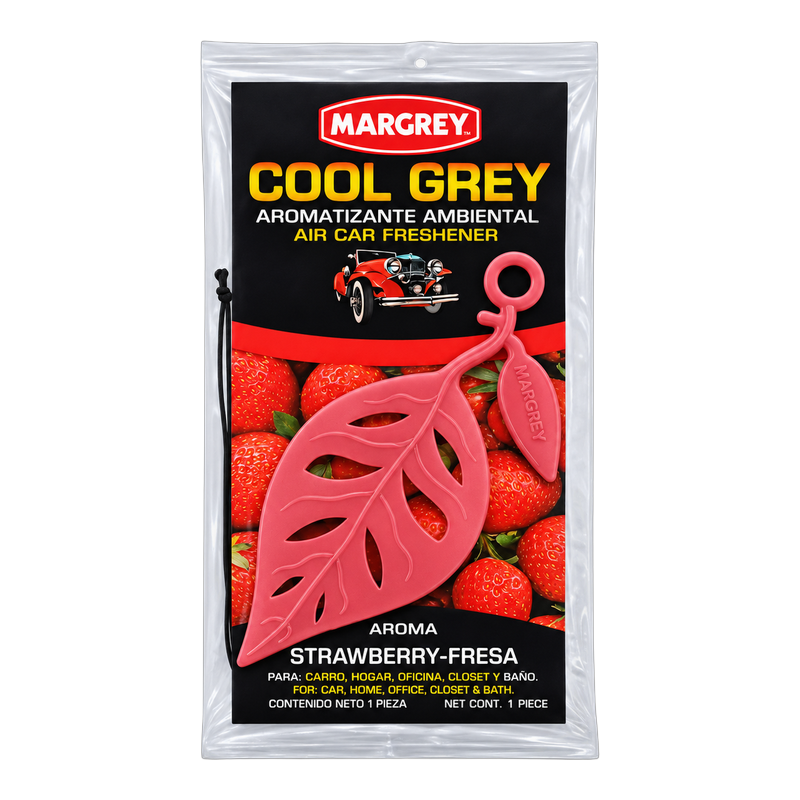 MARGREY™
COOL GREY
AROMATIZANTE AMBIENTAL
AIR CAR FRESHENER
MARGREY
AROMA
STRAWBERRY-FRESA
PARA: CARRO, HOGAR, OFICINA, CLOSET Y BAÑO.
FOR: CAR, HOME, OFFICE, CLOSET & BATH.
CONTENIDO NETO 1 PIEZA NET CONT. 1 PIECE